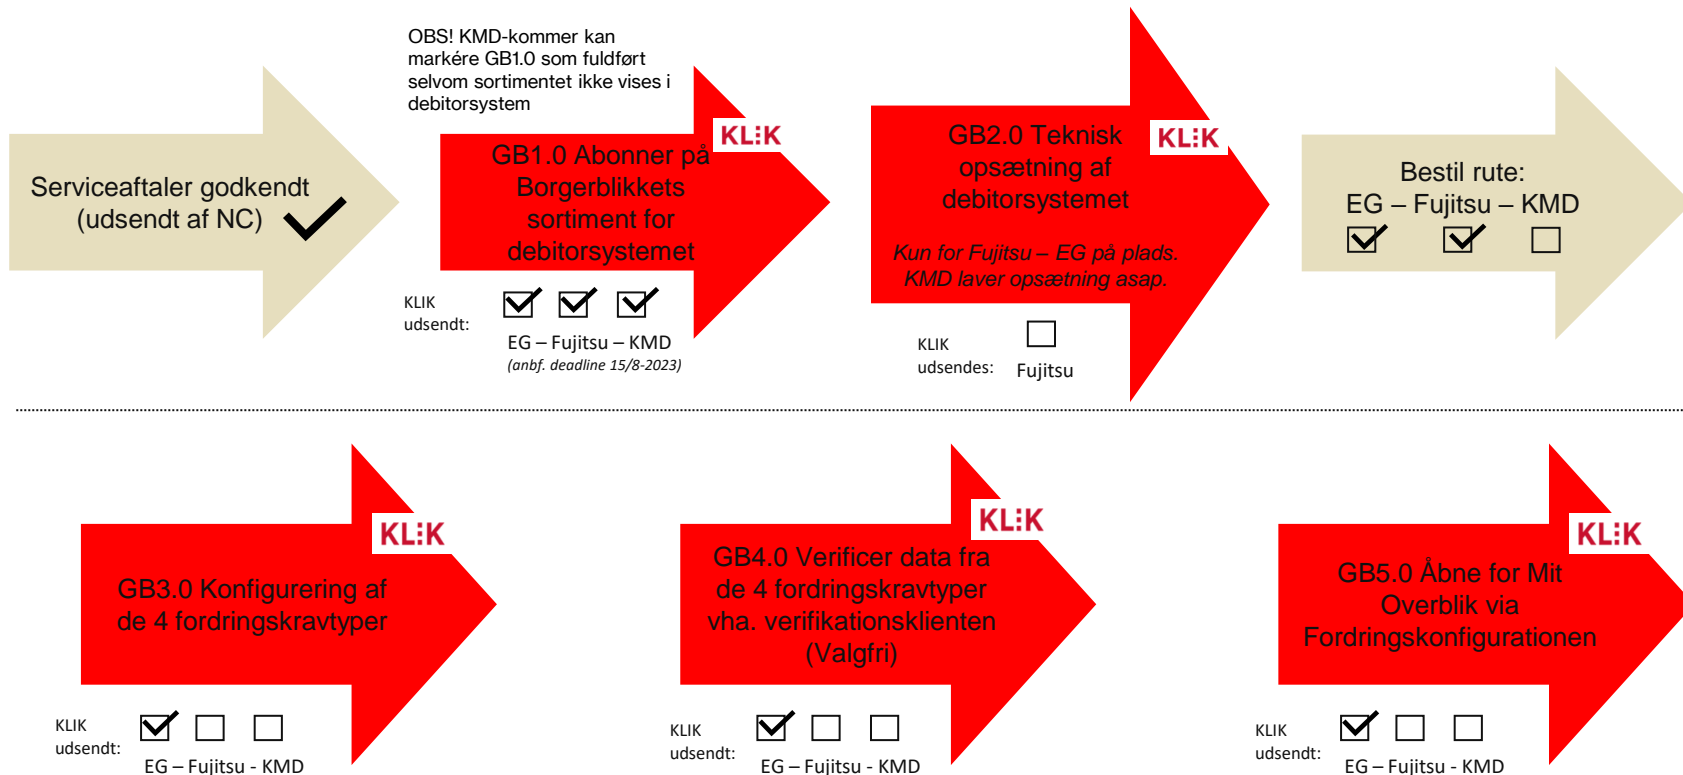 OBS! KMD-kommer kan
markére GB1.0 som fuldført
selvom sortimentet ikke vises i
debitorsystem
Serviceaftaler godkendt
(udsendt af NC)
KL⁝K
GB1.0 Abonner på
Borgerblikkets
sortiment for
debitorsystemet
KLIK
udsendt:
EG – Fujitsu – KMD
(anbf. deadline 15/8-2023)
KL⁝K
GB2.0 Teknisk
opsætning af
debitorsystemet
Kun for Fujitsu – EG på plads.
KMD laver opsætning asap.
KLIK
udsendes:
Fujitsu
Bestil rute:
EG – Fujitsu – KMD
KL⁝K
GB3.0 Konfigurering af
de 4 fordringskravtyper
KLIK
udsendt:
EG – Fujitsu - KMD
KL⁝K
GB4.0 Verificer data fra
de 4 fordringskravtyper
vha. verifikationsklienten
(Valgfri)
KLIK
udsendt:
EG – Fujitsu - KMD
KL⁝K
GB5.0 Åbne for Mit
Overblik via
Fordringskonfigurationen
KLIK
udsendt:
EG – Fujitsu - KMD